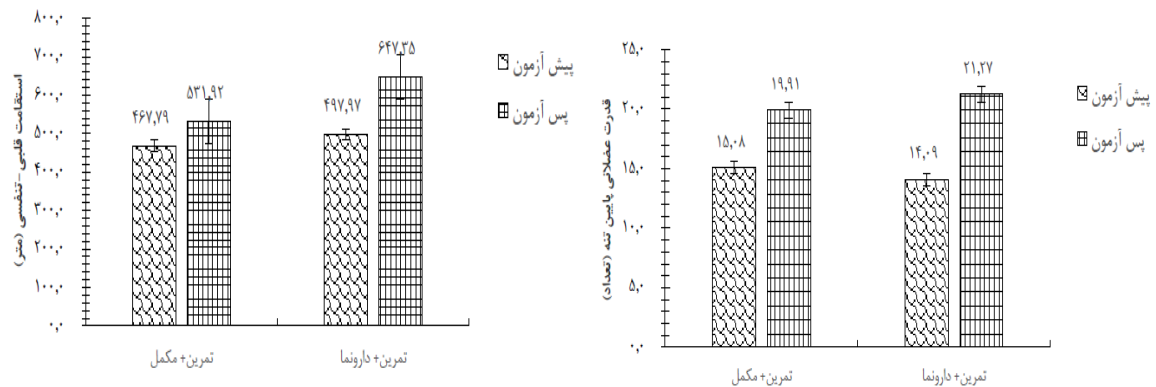 استقامت قلبی-تنفسی (متر)
۸۰۰,۰
۷۰۰,۰
۶۰۰,۰
۵۰۰,۰
۴۰۰,۰
۳۰۰,۰
۲۰۰,۰
۱۰۰,۰
۰,۰
۴۶۷,۷۹
۵۳۱,۹۲
۴۹۷,۹۷
۶۴۷,۳۵
تمرین+ مکمل
تمرین+ دارونما
پیش آزمون
پس آزمون
قدرت عضلانی پایین تنه (تعداد)
۲۵,۰
۲۰,۰
۱۵,۰
۱۰,۰
۵,۰
۰,۰
۱۵,۰۸
۱۹,۹۱
۱۴,۰۹
۲۱,۲۷
تمرین+ مکمل
تمرین+ دارونما
پیش آزمون
پس آزمون